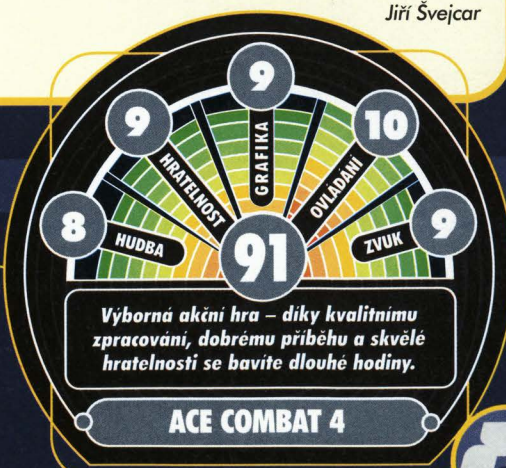 Jiří Švejcar
9
9
10
8
9
HUDBA
HRATELNOST
GRAFIKA
OVLÁDÁNÍ
ZVUK
91
Výborná akční hra – díky kvalitnímu
zpracování, dobrému příběhu a skvělé
hratelnosti se bavíte dlouhé hodiny.
ACE COMBAT 4